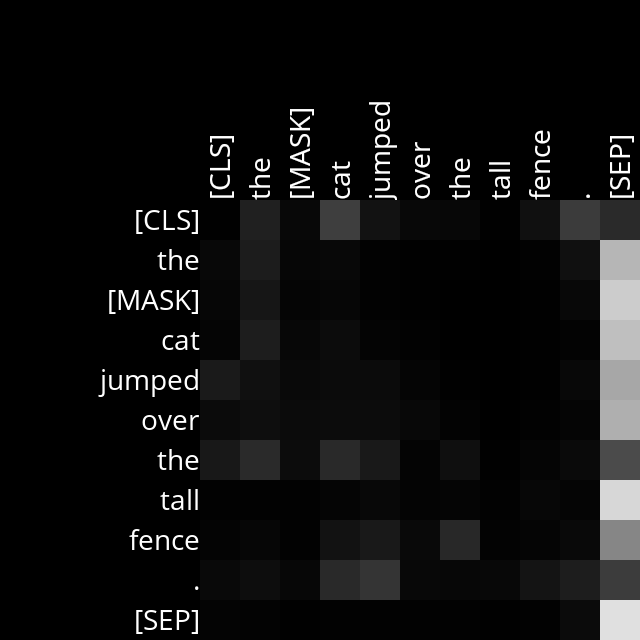 [CLS] the [MASK] cat jumped over the tall fence . [SEP]
[CLS]
the
[MASK]
cat
jumped
over
the
tall
fence
.
[SEP]